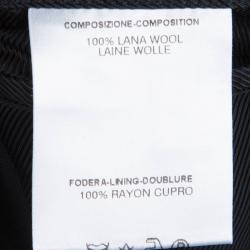 COMPOSIZIONE-COMPOSITION
100% LANA WOOL
LAINE WOLLE
FODERA-LINING-DOUBLURE
100% RAYON CUPRO